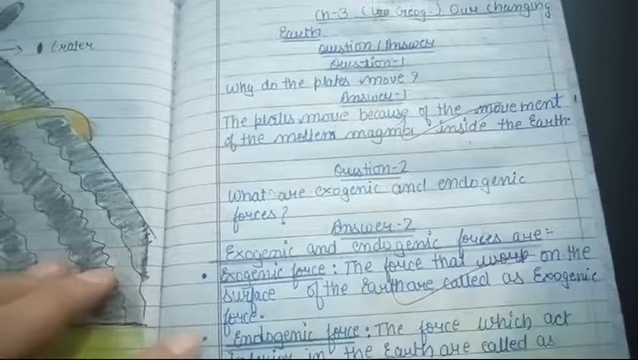 Crater
Ch-3 (Geog.) Our Changing
Earth
Question/Answer
Question-1
Why do the plates move?
Answer-1
The plates move because of the movement
of the molten magma inside the Earth.
Question-2
What are exogenic and endogenic
forces?
Answer-2
Exogenic and endogenic forces are:-
• Exogenic force: The force that work on the
surface of the Earth are called as Exogenic
force.
• Endogenic force: The force which act
in the Earth are called as